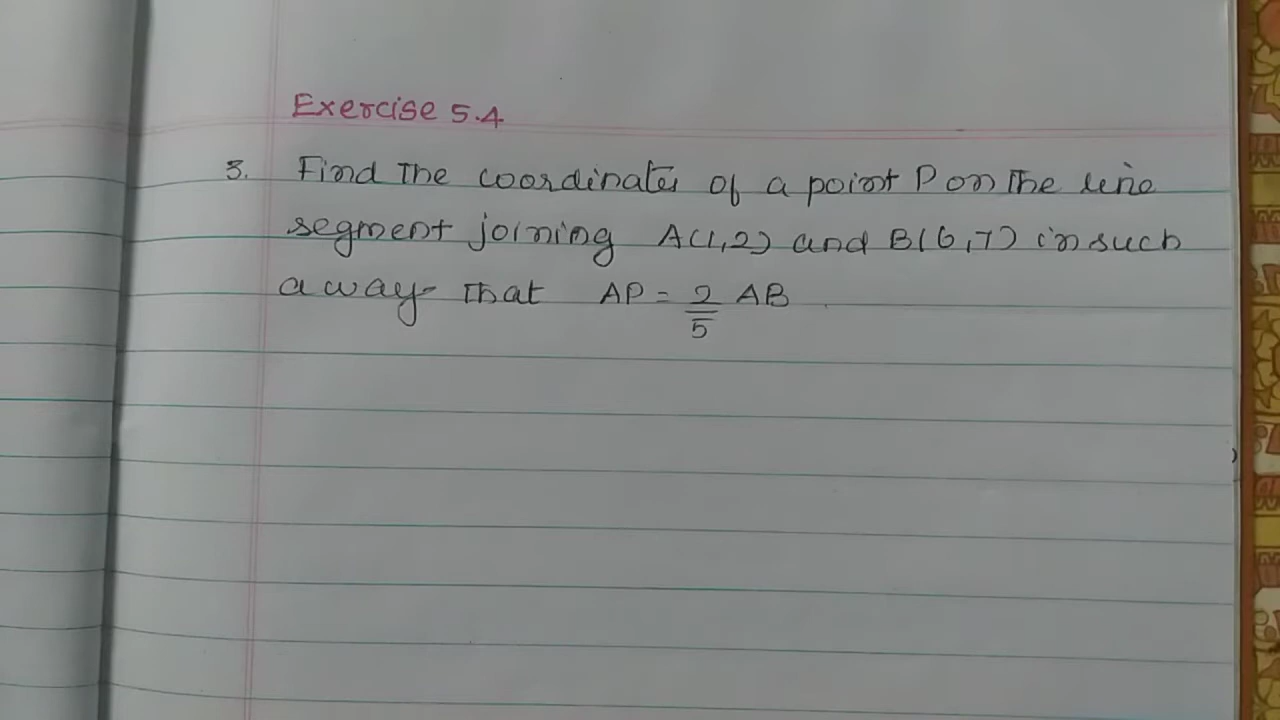 Exercise 5.4
3. Find The coordinates of a point P on The line
segment joining A(1,2) and B(6,7) in such
a way that AP = 2/5 AB